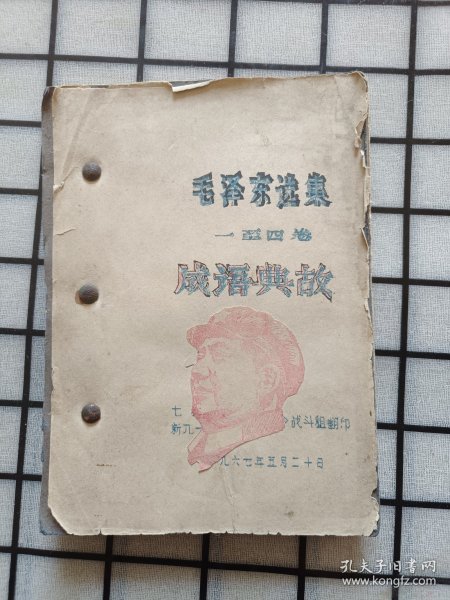 毛泽东选集
一至四卷
成语典故
七
新九一 战斗组翻印
九六七年五月二十日
孔夫子旧书网
www.kongfz.com